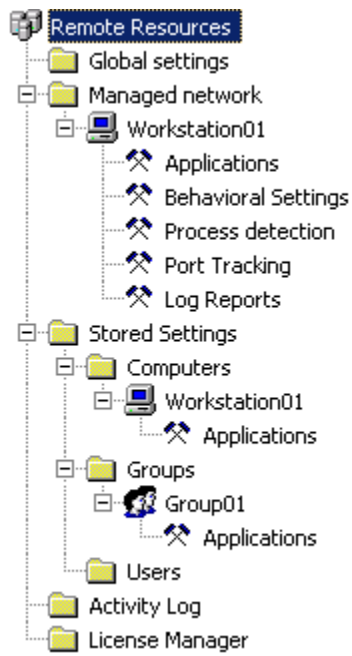 Remote Resources
Global settings
Managed network
Workstation01
Applications
Behavioral Settings
Process detection
Port Tracking
Log Reports
Stored Settings
Computers
Workstation01
Applications
Groups
Group01
Applications
Users
Activity Log
License Manager